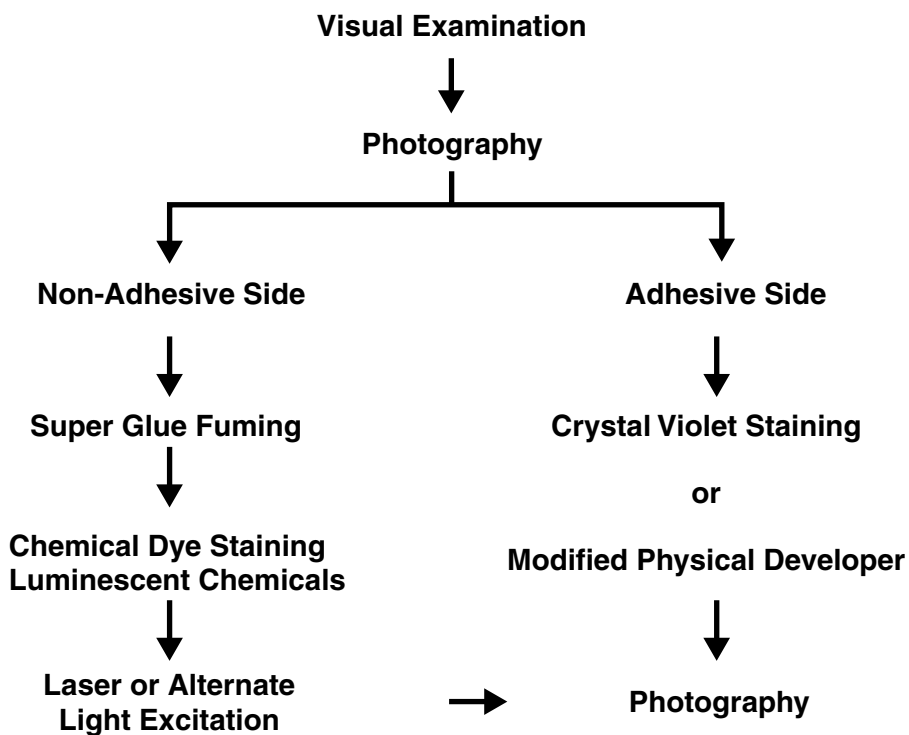 Visual Examination
Photography
Non-Adhesive Side
Adhesive Side
Super Glue Fuming
Crystal Violet Staining
or
Chemical Dye Staining
Luminescent Chemicals
Modified Physical Developer
Laser or Alternate
Light Excitation
Photography